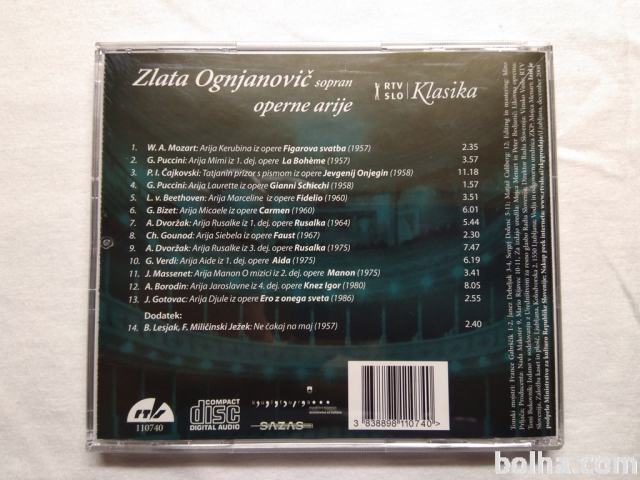 Zlata Ognjanovič sopran
operne arije
RTV SLO Klasika
1. W. A. Mozart: Arija Kerubina iz opere Figarova svatba (1957) 2.35
2. G. Puccini: Arija Mimi iz 1. dej. opere La Bohème (1957) 3.57
3. P. I. Čajkovski: Tatjanin prizor s pismom iz opere Jevgenij Onjegin (1958) 11.18
4. G. Puccini: Arija Laurette iz opere Gianni Schicchi (1958) 1.57
5. L. v. Beethoven: Arija Marceline iz opere Fidelio (1960) 3.51
6. G. Bizet: Arija Micaele iz opere Carmen (1960) 6.01
7. A. Dvořak: Arija Rusalke iz 1. dej. opere Rusalka (1964) 5.44
8. Ch. Gounod: Arija Siebela iz opere Faust (1967) 2.30
9. A. Dvořak: Arija Rusalke iz 3. dej. opere Rusalka (1975) 7.47
10. G. Verdi: Arija Aide iz 1. dej. opere Aida (1975) 6.19
11. J. Massenet: Arija Manon O mizici iz 2. dej. opere Manon (1975) 3.41
12. A. Borodin: Arija Jaroslavne iz 4. dej. opere Knez Igor (1980) 8.05
13. J. Gotovac: Arija Djule iz opere Ero z onega sveta (1986) 2.55
Dodatek:
14. B. Lesjak, F. Miličinski Ježek: Ne čakaj na maj (1957) 2.40
110740
COMPACT
disc
DIGITAL AUDIO
SAZAS
3 838898 110740 >
bolha.com